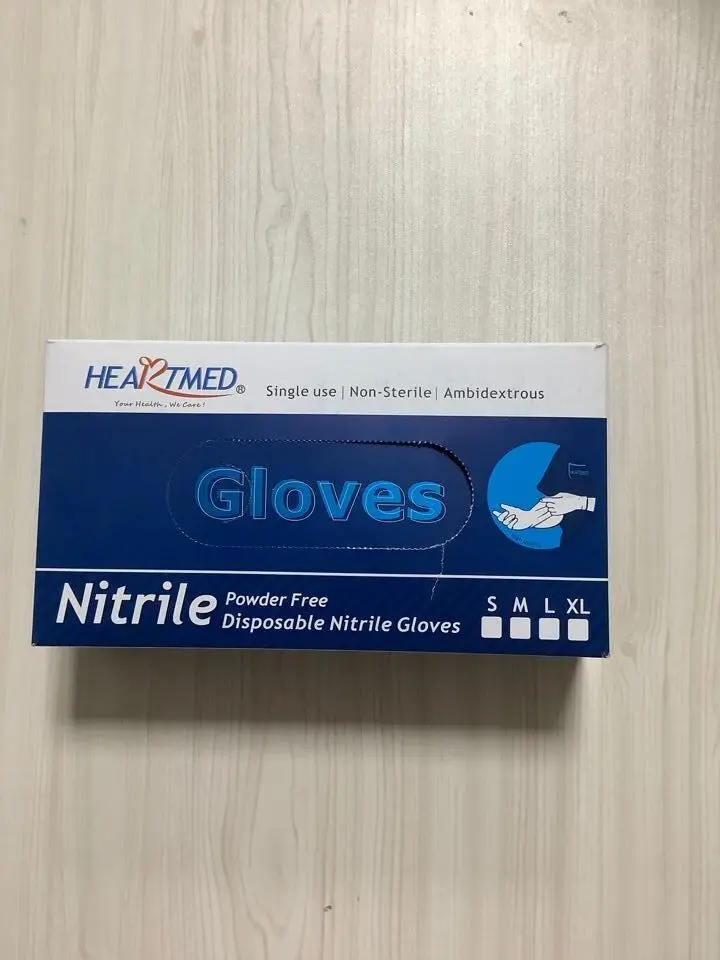 HEARTMED®
Your Health, We Care!
Single use | Non-Sterile | Ambidextrous
Gloves
Nitrile
Powder Free
Disposable Nitrile Gloves
S M L XL